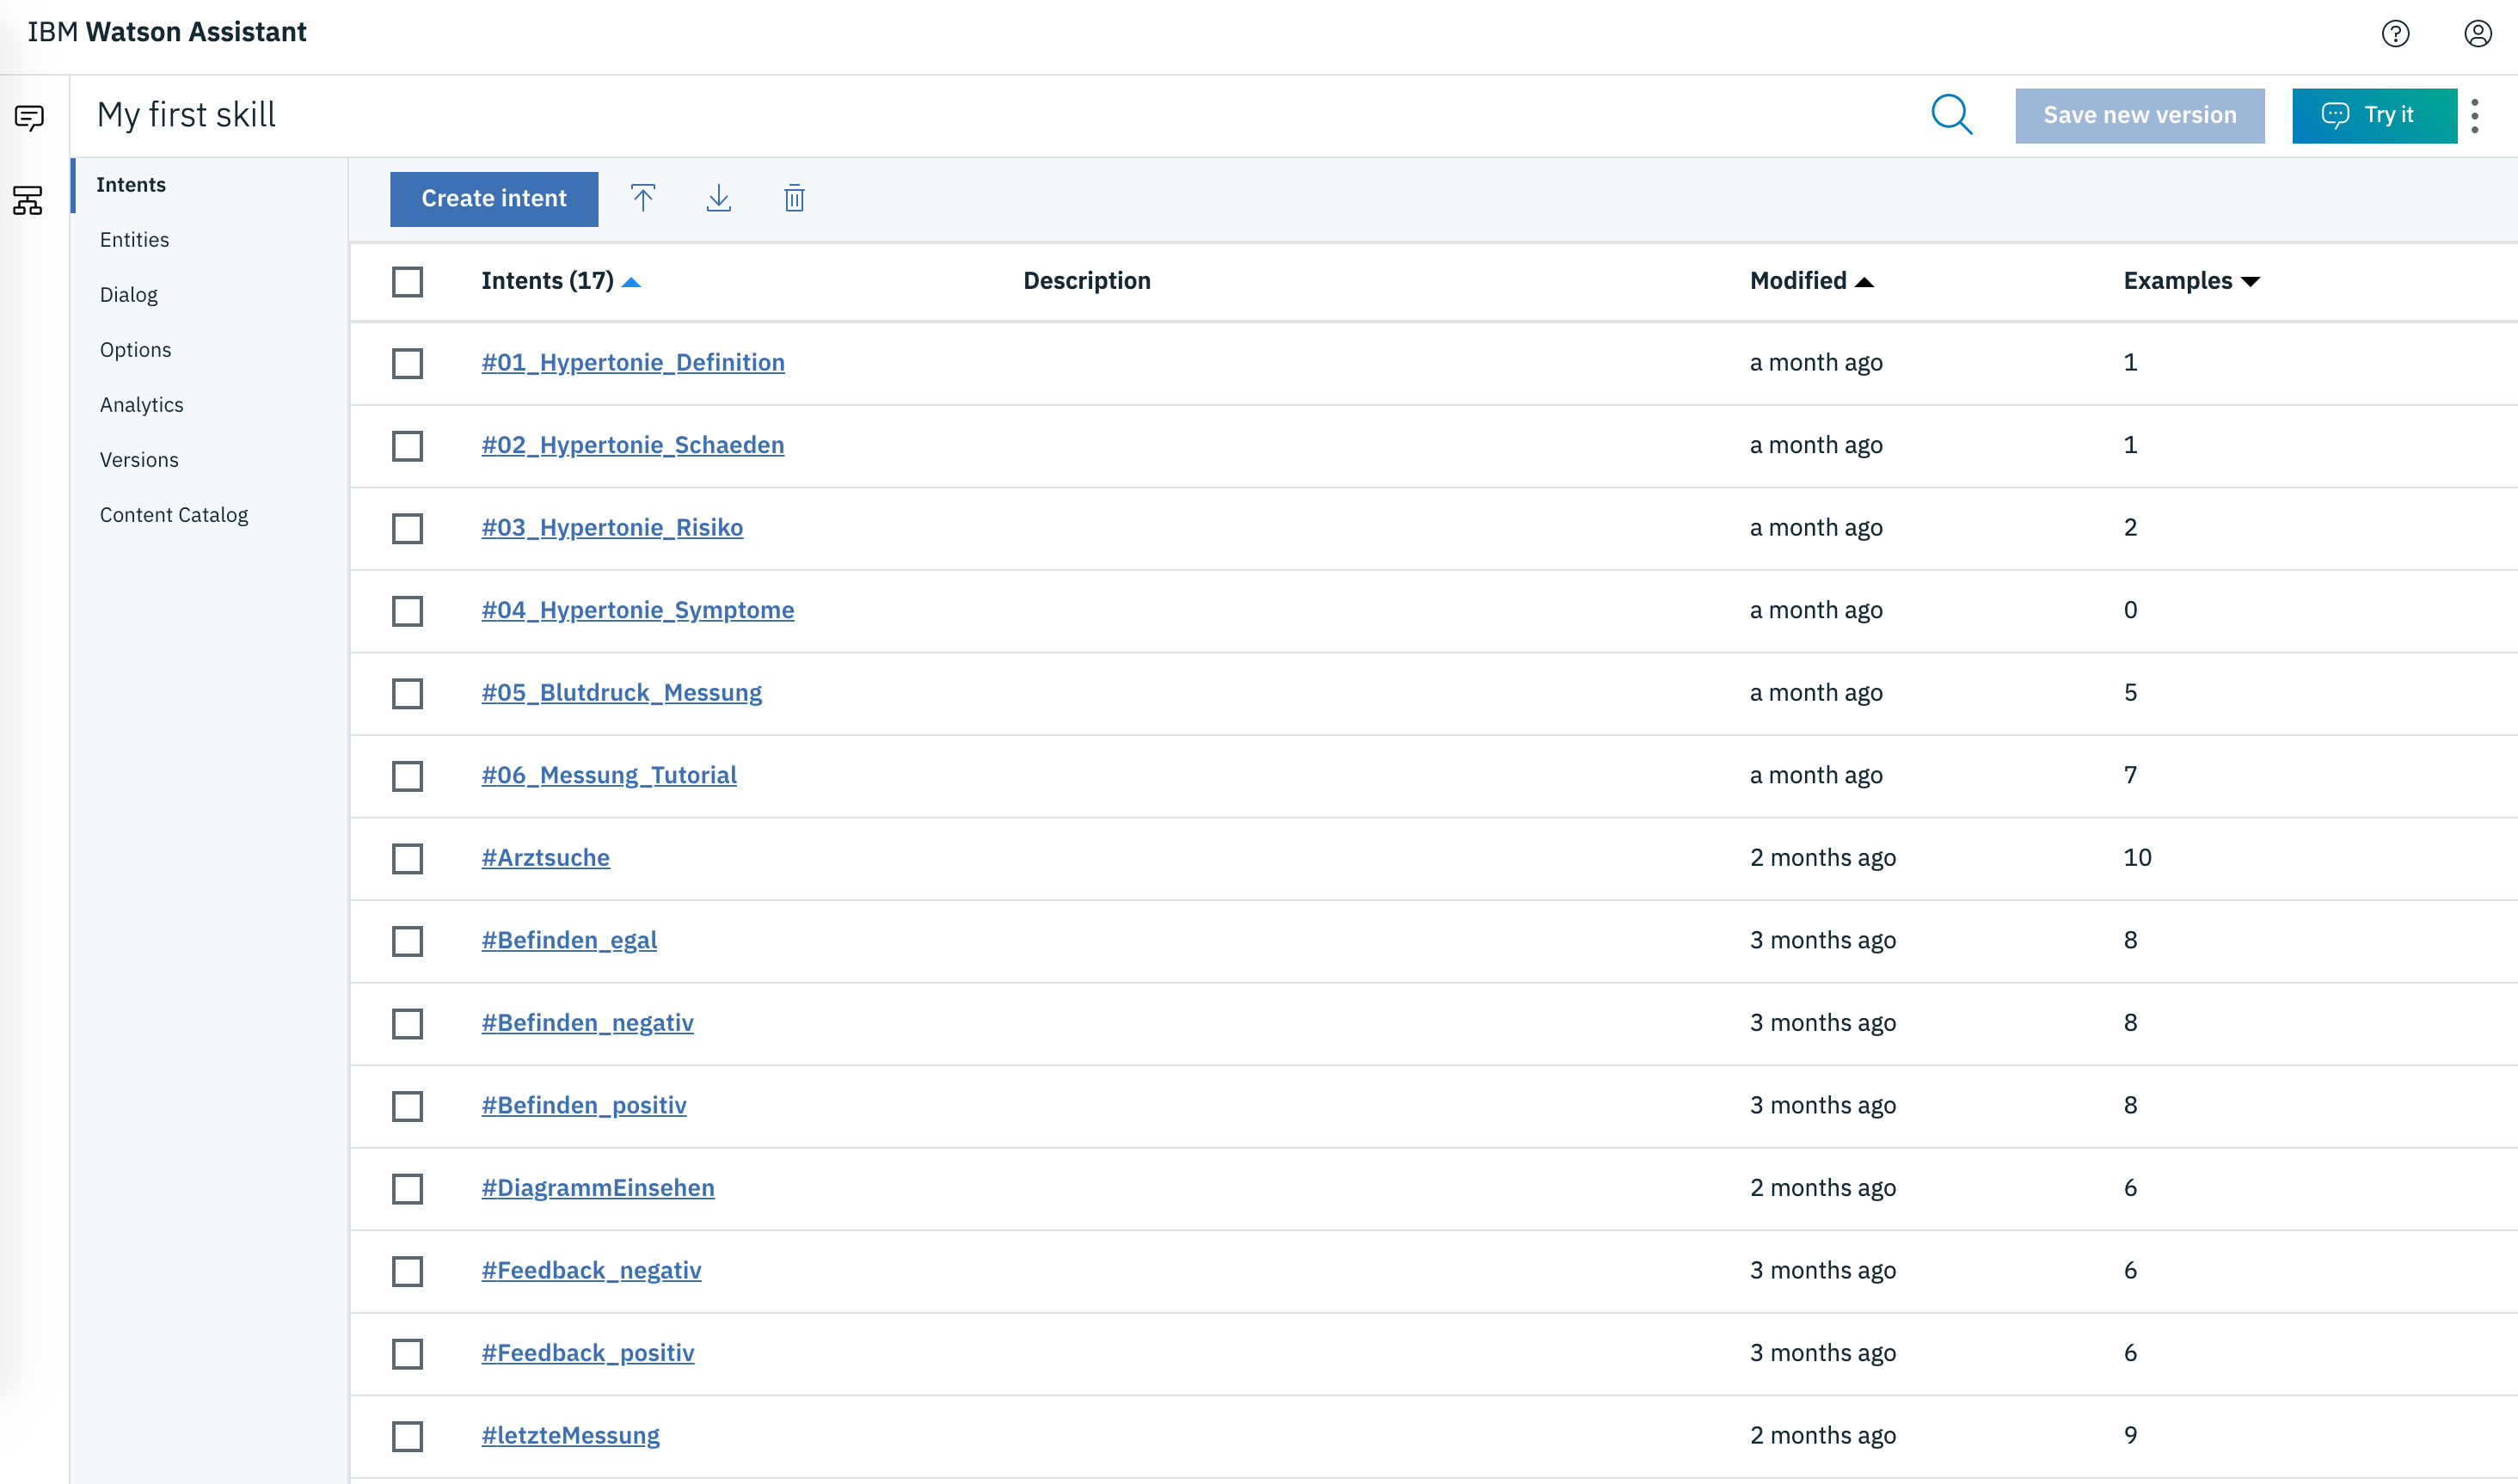 IBM Watson Assistant
My first skill
Save new version
Try it
Intents
Entities
Dialog
Options
Analytics
Versions
Content Catalog
Create intent
Intents (17) Description Modified Examples
#01_Hypertonie_Definition a month ago 1
#02_Hypertonie_Schaeden a month ago 1
#03_Hypertonie_Risiko a month ago 2
#04_Hypertonie_Symptome a month ago 0
#05_Blutdruck_Messung a month ago 5
#06_Messung_Tutorial a month ago 7
#Arztsuche 2 months ago 10
#Befinden_egal 3 months ago 8
#Befinden_negativ 3 months ago 8
#Befinden_positiv 3 months ago 8
#DiagrammEinsehen 2 months ago 6
#Feedback_negativ 3 months ago 6
#Feedback_positiv 3 months ago 6
#letzteMessung 2 months ago 9